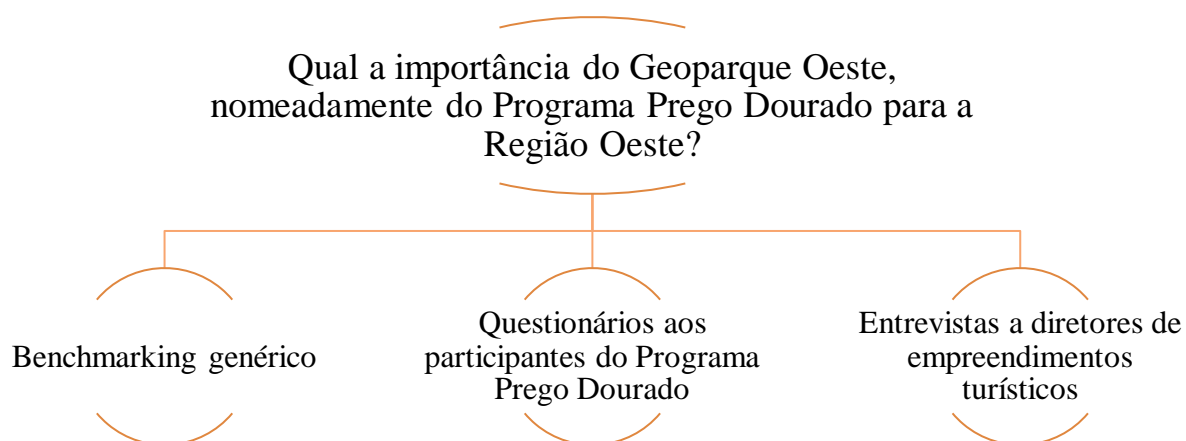 Qual a importância do Geoparque Oeste,
nomeadamente do Programa Prego Dourado para a
Região Oeste?
Benchmarking genérico
Questionários aos
participantes do Programa
Prego Dourado
Entrevistas a diretores de
empreendimentos
turísticos